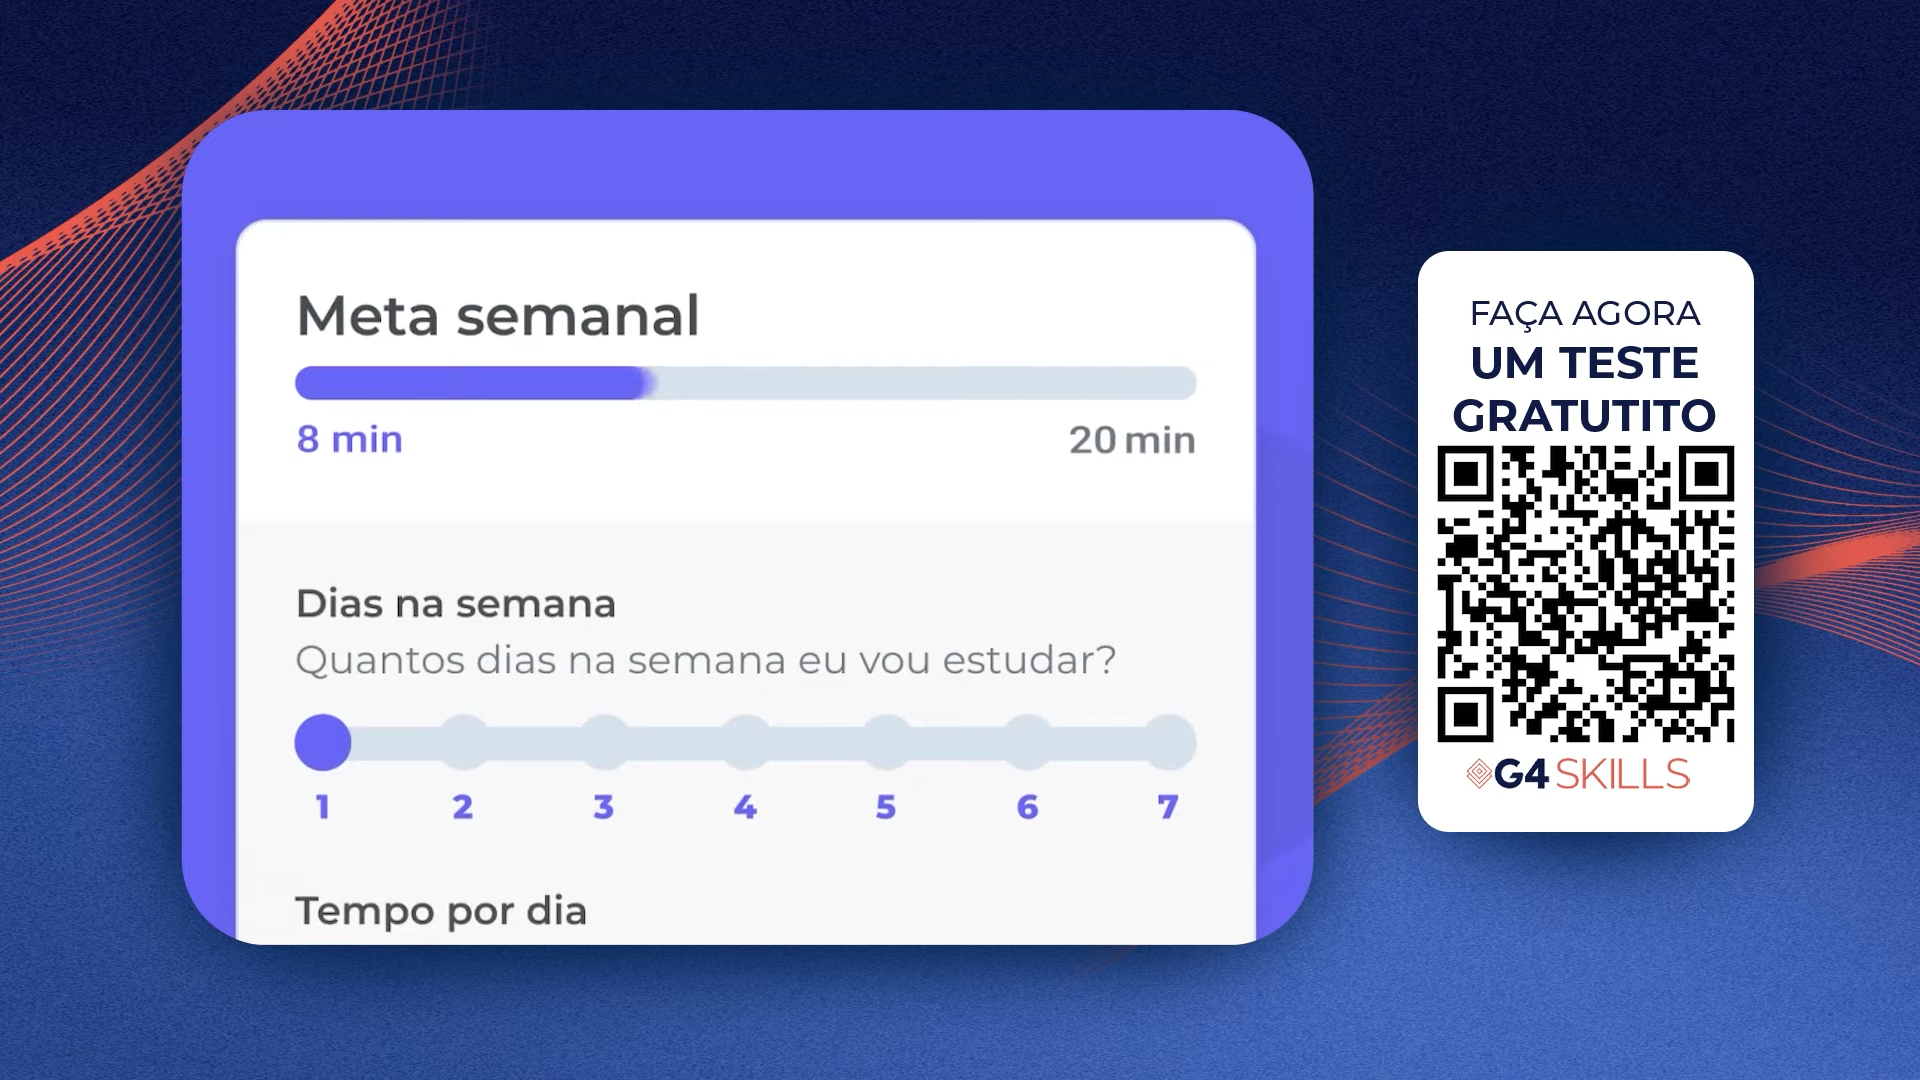 Meta semanal
8 min
20 min
Dias na semana
Quantos dias na semana eu vou estudar?
1 2 3 4 5 6 7
Tempo por dia
FAÇA AGORA
UM TESTE
GRATUTITO
G4 SKILLS